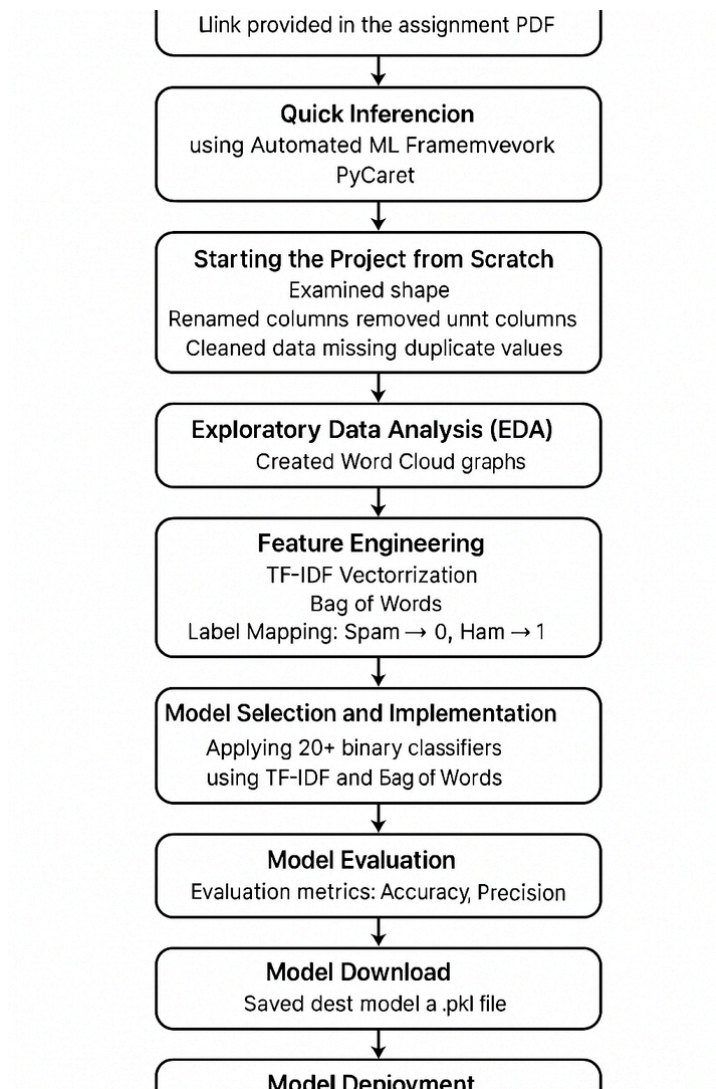 Llink provided in the assignment PDF
Quick Inferencion
using Automated ML Framemvevork
PyCaret
Starting the Project from Scratch
Examined shape
Renamed columns removed unnt columns
Cleaned data missing duplicate values
Exploratory Data Analysis (EDA)
Created Word Cloud graphs
Feature Engineering
TF-IDF Vectorrization
Bag of Words
Label Mapping: Spam → 0, Ham → 1
Model Selection and Implementation
Applying 20+ binary classifiers
using TF-IDF and Бag of Words
Model Evaluation
Evaluation metrics: Accuracy, Precision
Model Download
Saved dest model a .pkl file
Model Deployment